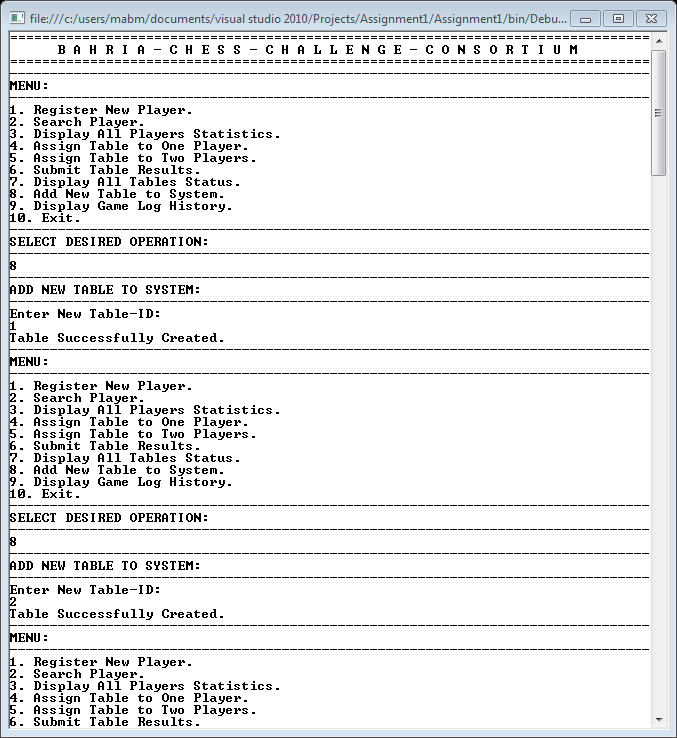 file:///c:/users/mabm/documents/visual studio 2010/Projects/Assignment1/Assignment1/bin/Debu...
B A H R I A - C H E S S - C H A L L E N G E - C O N S O R T I U M
MENU:
1. Register New Player.
2. Search Player.
3. Display All Players Statistics.
4. Assign Table to One Player.
5. Assign Table to Two Players.
6. Submit Table Results.
7. Display All Tables Status.
8. Add New Table to System.
9. Display Game Log History.
10. Exit.
SELECT DESIRED OPERATION:
8
ADD NEW TABLE TO SYSTEM:
Enter New Table-ID:
1
Table Successfully Created.
MENU:
1. Register New Player.
2. Search Player.
3. Display All Players Statistics.
4. Assign Table to One Player.
5. Assign Table to Two Players.
6. Submit Table Results.
7. Display All Tables Status.
8. Add New Table to System.
9. Display Game Log History.
10. Exit.
SELECT DESIRED OPERATION:
8
ADD NEW TABLE TO SYSTEM:
Enter New Table-ID:
2
Table Successfully Created.
MENU:
1. Register New Player.
2. Search Player.
3. Display All Players Statistics.
4. Assign Table to One Player.
5. Assign Table to Two Players.
6. Submit Table Results.